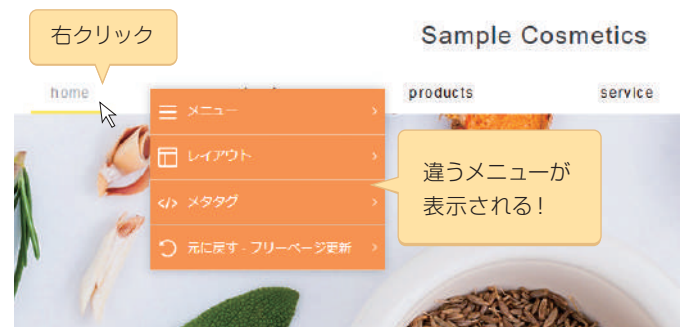 右クリック
Sample Cosmetics
home
products
service
メニュー
レイアウト
</> メタタグ
元に戻す - フリーページ更新
違うメニューが
表示される！